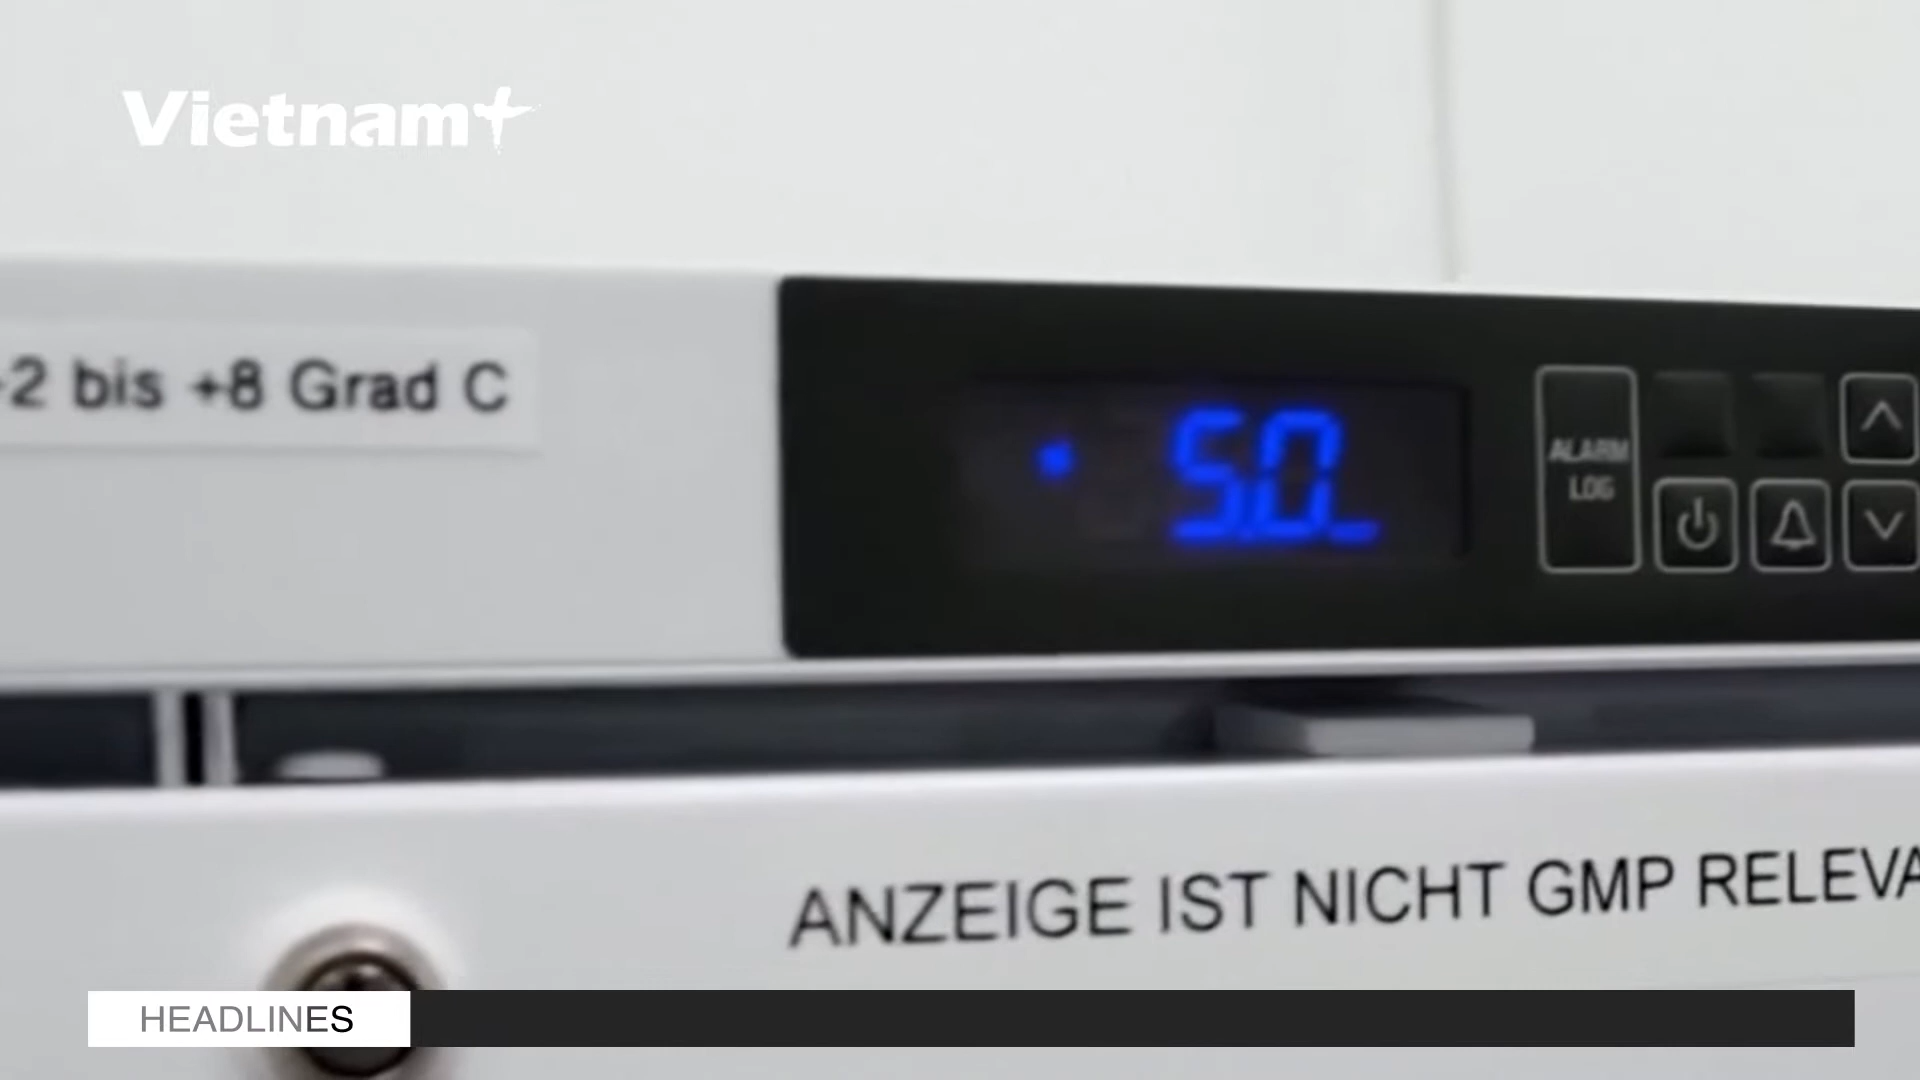 Vietnam+
+2 bis +8 Grad C
5.0
ALARM
LOG
ANZEIGE IST NICHT GMP RELEVA
HEADLINES